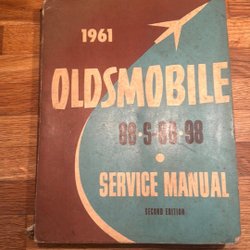 1961
OLDSMOBILE
88-S-88-98
SERVICE MANUAL
SECOND EDITION